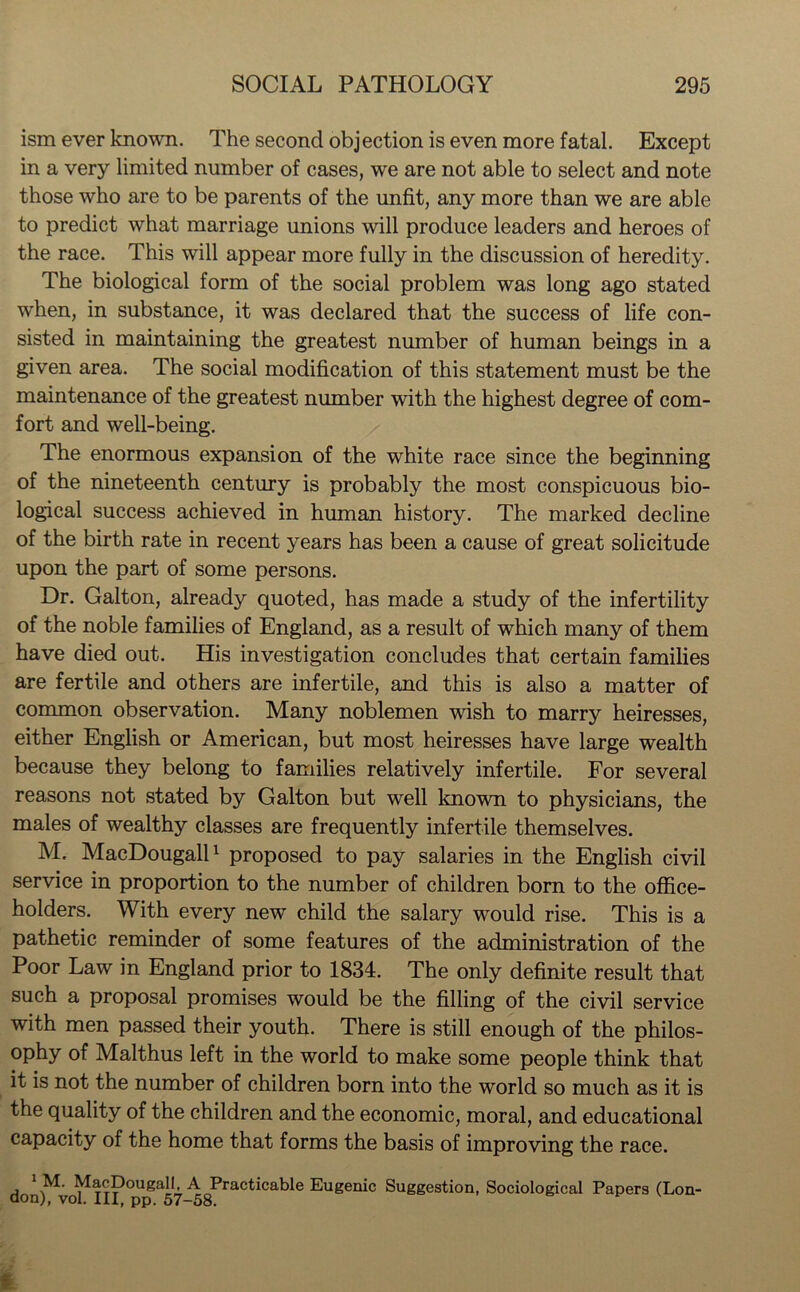 SOCIAL PATHOLOGY 295
ism ever known. The second objection is even more fatal. Except
in a very limited number of cases, we are not able to select and note
those who are to be parents of the unfit, any more than we are able
to predict what marriage unions will produce leaders and heroes of
the race. This will appear more fully in the discussion of heredity.
The biological form of the social problem was long ago stated
when, in substance, it was declared that the success of life con-
sisted in maintaining the greatest number of human beings in a
given area. The social modification of this statement must be the
maintenance of the greatest number with the highest degree of com-
fort and well-being.
The enormous expansion of the white race since the beginning
of the nineteenth century is probably the most conspicuous bio-
logical success achieved in human history. The marked decline
of the birth rate in recent years has been a cause of great solicitude
upon the part of some persons.
Dr. Galton, already quoted, has made a study of the infertility
of the noble families of England, as a result of which many of them
have died out. His investigation concludes that certain families
are fertile and others are infertile, and this is also a matter of
common observation. Many noblemen wish to marry heiresses,
either English or American, but most heiresses have large wealth
because they belong to families relatively infertile. For several
reasons not stated by Galton but well known to physicians, the
males of wealthy classes are frequently infertile themselves.
M. MacDougall¹ proposed to pay salaries in the English civil
service in proportion to the number of children born to the office-
holders. With every new child the salary would rise. This is a
pathetic reminder of some features of the administration of the
Poor Law in England prior to 1834. The only definite result that
such a proposal promises would be the filling of the civil service
with men passed their youth. There is still enough of the philos-
ophy of Malthus left in the world to make some people think that
it is not the number of children born into the world so much as it is
the quality of the children and the economic, moral, and educational
capacity of the home that forms the basis of improving the race.
¹ M. MacDougall, A Practicable Eugenic Suggestion, Sociological Papers (Lon-
don), vol. III, pp. 57-58.